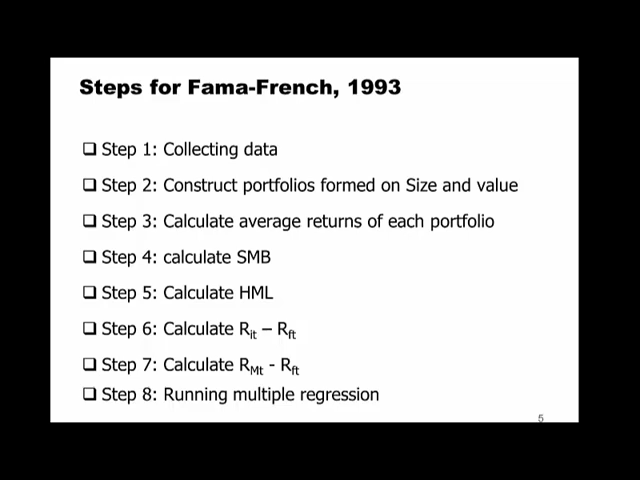 Steps for Fama-French, 1993
❑ Step 1: Collecting data
❑ Step 2: Construct portfolios formed on Size and value
❑ Step 3: Calculate average returns of each portfolio
❑ Step 4: calculate SMB
❑ Step 5: Calculate HML
❑ Step 6: Calculate Rit – Rft
❑ Step 7: Calculate RMt - Rft
❑ Step 8: Running multiple regression
5